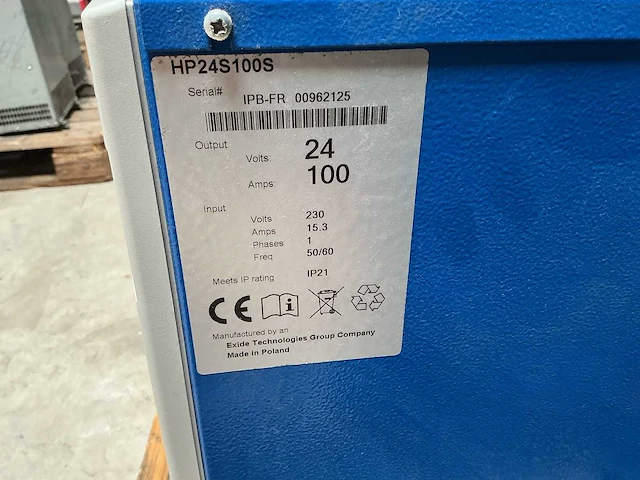 HP24S100S
Serial# IPB-FR 00962125
Output
Volts: 24
Amps: 100
Input
Volts 230
Amps 15.3
Phases 1
Freq 50/60
Meets IP rating IP21
CE
Manufactured by an
Exide Technologies Group Company
Made in Poland